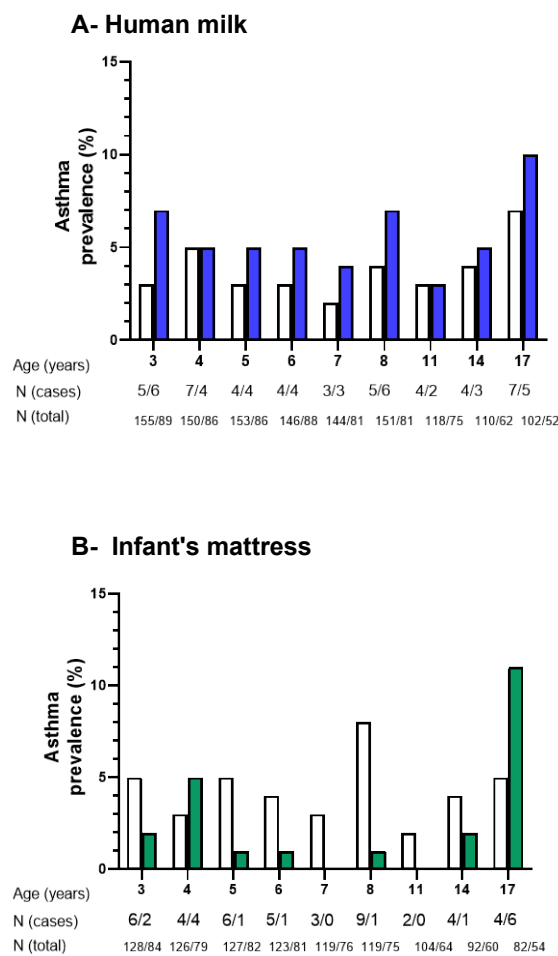 A- Human milk
15
10
5
0
Asthma
prevalence (%)
Age (years) 3 4 5 6 7 8 11 14 17
N (cases) 5/6 7/4 4/4 4/4 3/3 5/6 4/2 4/3 7/5
N (total) 155/89 150/86 153/86 146/88 144/81 151/81 118/75 110/62 102/52
B- Infant's mattress
15
10
5
0
Asthma
prevalence (%)
Age (years) 3 4 5 6 7 8 11 14 17
N (cases) 6/2 4/4 6/1 5/1 3/0 9/1 2/0 4/1 4/6
N (total) 128/84 126/79 127/82 123/81 119/76 119/75 104/64 92/60 82/54